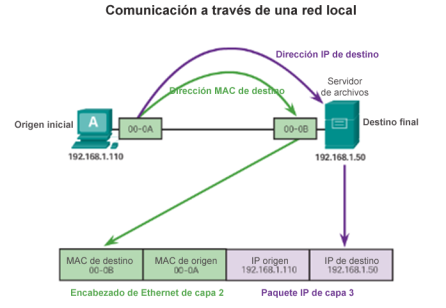 Comunicación a través de una red local
Dirección IP de destino
Dirección MAC de destino
Servidor
de archivos
Origen inicial
A
00-0A
00-0B
Destino final
192.168.1.110
192.168.1.50
MAC de destino
00-0B
MAC de origen
00-0A
IP origen
192.168.1.110
IP de destino
192.168.1.50
Encabezado de Ethernet de capa 2
Paquete IP de capa 3